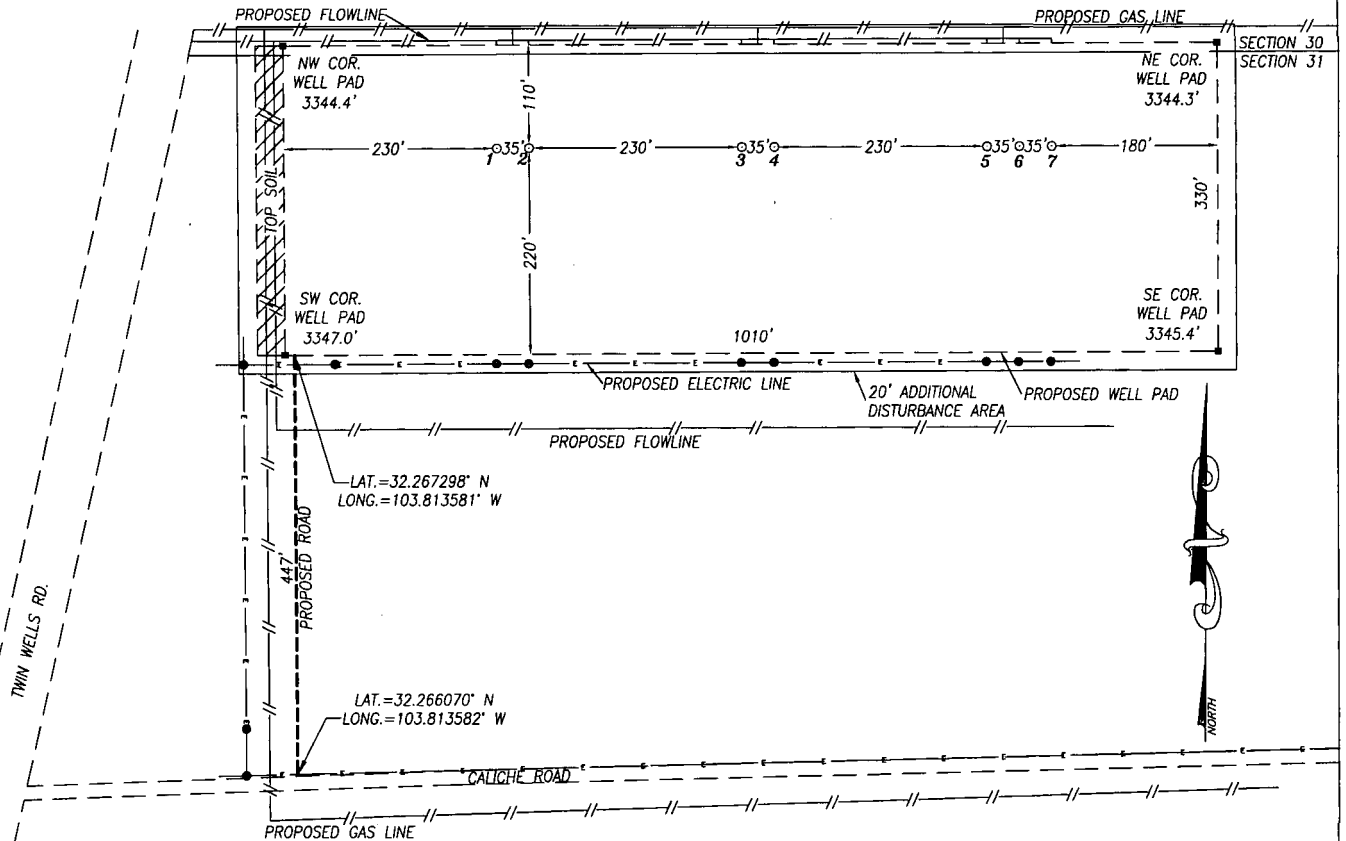 PROPOSED FLOWLINE
PROPOSED GAS LINE
SECTION 30
SECTION 31
NW COR.
WELL PAD
3344.4'
NE COR.
WELL PAD
3344.3'
110'
230'
1
35'
2
230'
3
35'
4
230'
5
35'
6
35'
7
180'
TOP SOIL
330'
220'
SW COR.
WELL PAD
3347.0'
SE COR.
WELL PAD
3345.4'
1010'
E E E E E E E
PROPOSED ELECTRIC LINE
20' ADDITIONAL
DISTURBANCE AREA
PROPOSED WELL PAD
PROPOSED FLOWLINE
LAT.=32.267298° N
LONG.=103.813581° W
447'
PROPOSED ROAD
TWIN WELLS RD.
LAT.=32.266070° N
LONG.=103.813582° W
NORTH
CALICHE ROAD
PROPOSED GAS LINE